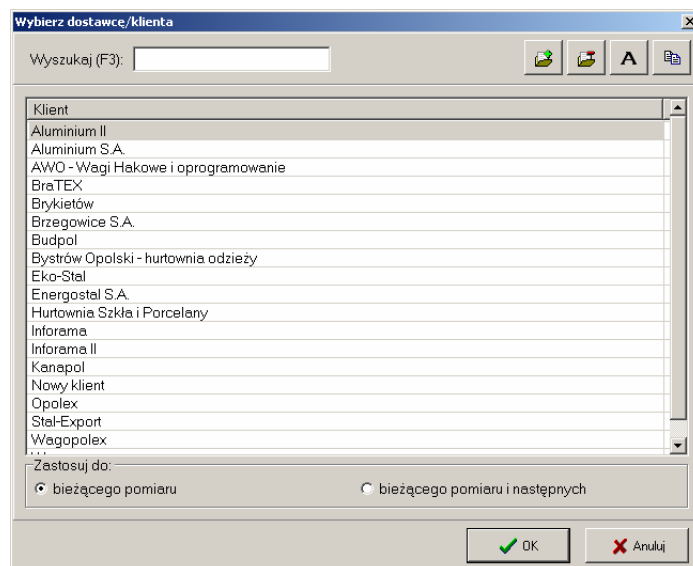 Wybierz dostawcę/klienta
Wyszukaj (F3):
A
Klient
Aluminium II
Aluminium S.A.
AWO - Wagi Hakowe i oprogramowanie
BraTEX
Brykietów
Brzegowice S.A.
Budpol
Bystrów Opolski - hurtownia odzieży
Eko-Stal
Energostal S.A.
Hurtownia Szkła i Porcelany
Inforama
Inforama II
Kanapol
Nowy klient
Opolex
Stal-Export
Wagopolex
Zastosuj do:
bieżącego pomiaru
bieżącego pomiaru i następnych
OK
Anuluj